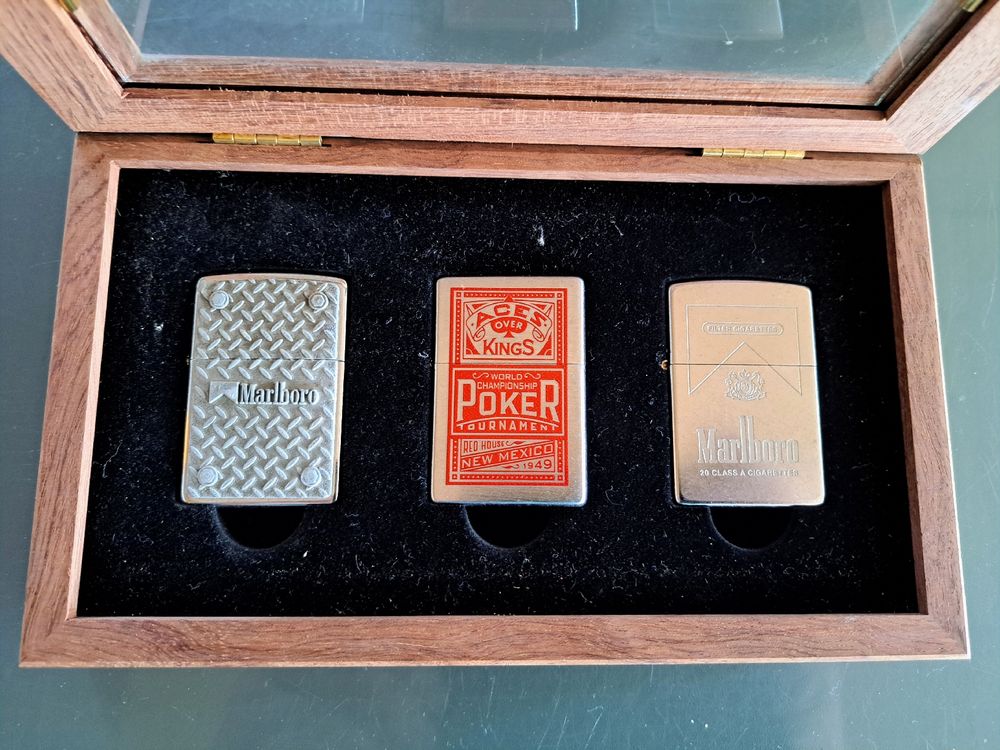 Marlboro
ACES
OVER
KINGS
WORLD
CHAMPIONSHIP
POKER
TOURNAMENT
RED HOUSE
NEW MEXICO
1949
FILTER CIGARETTES
Marlboro
20 CLASS A CIGARETTES